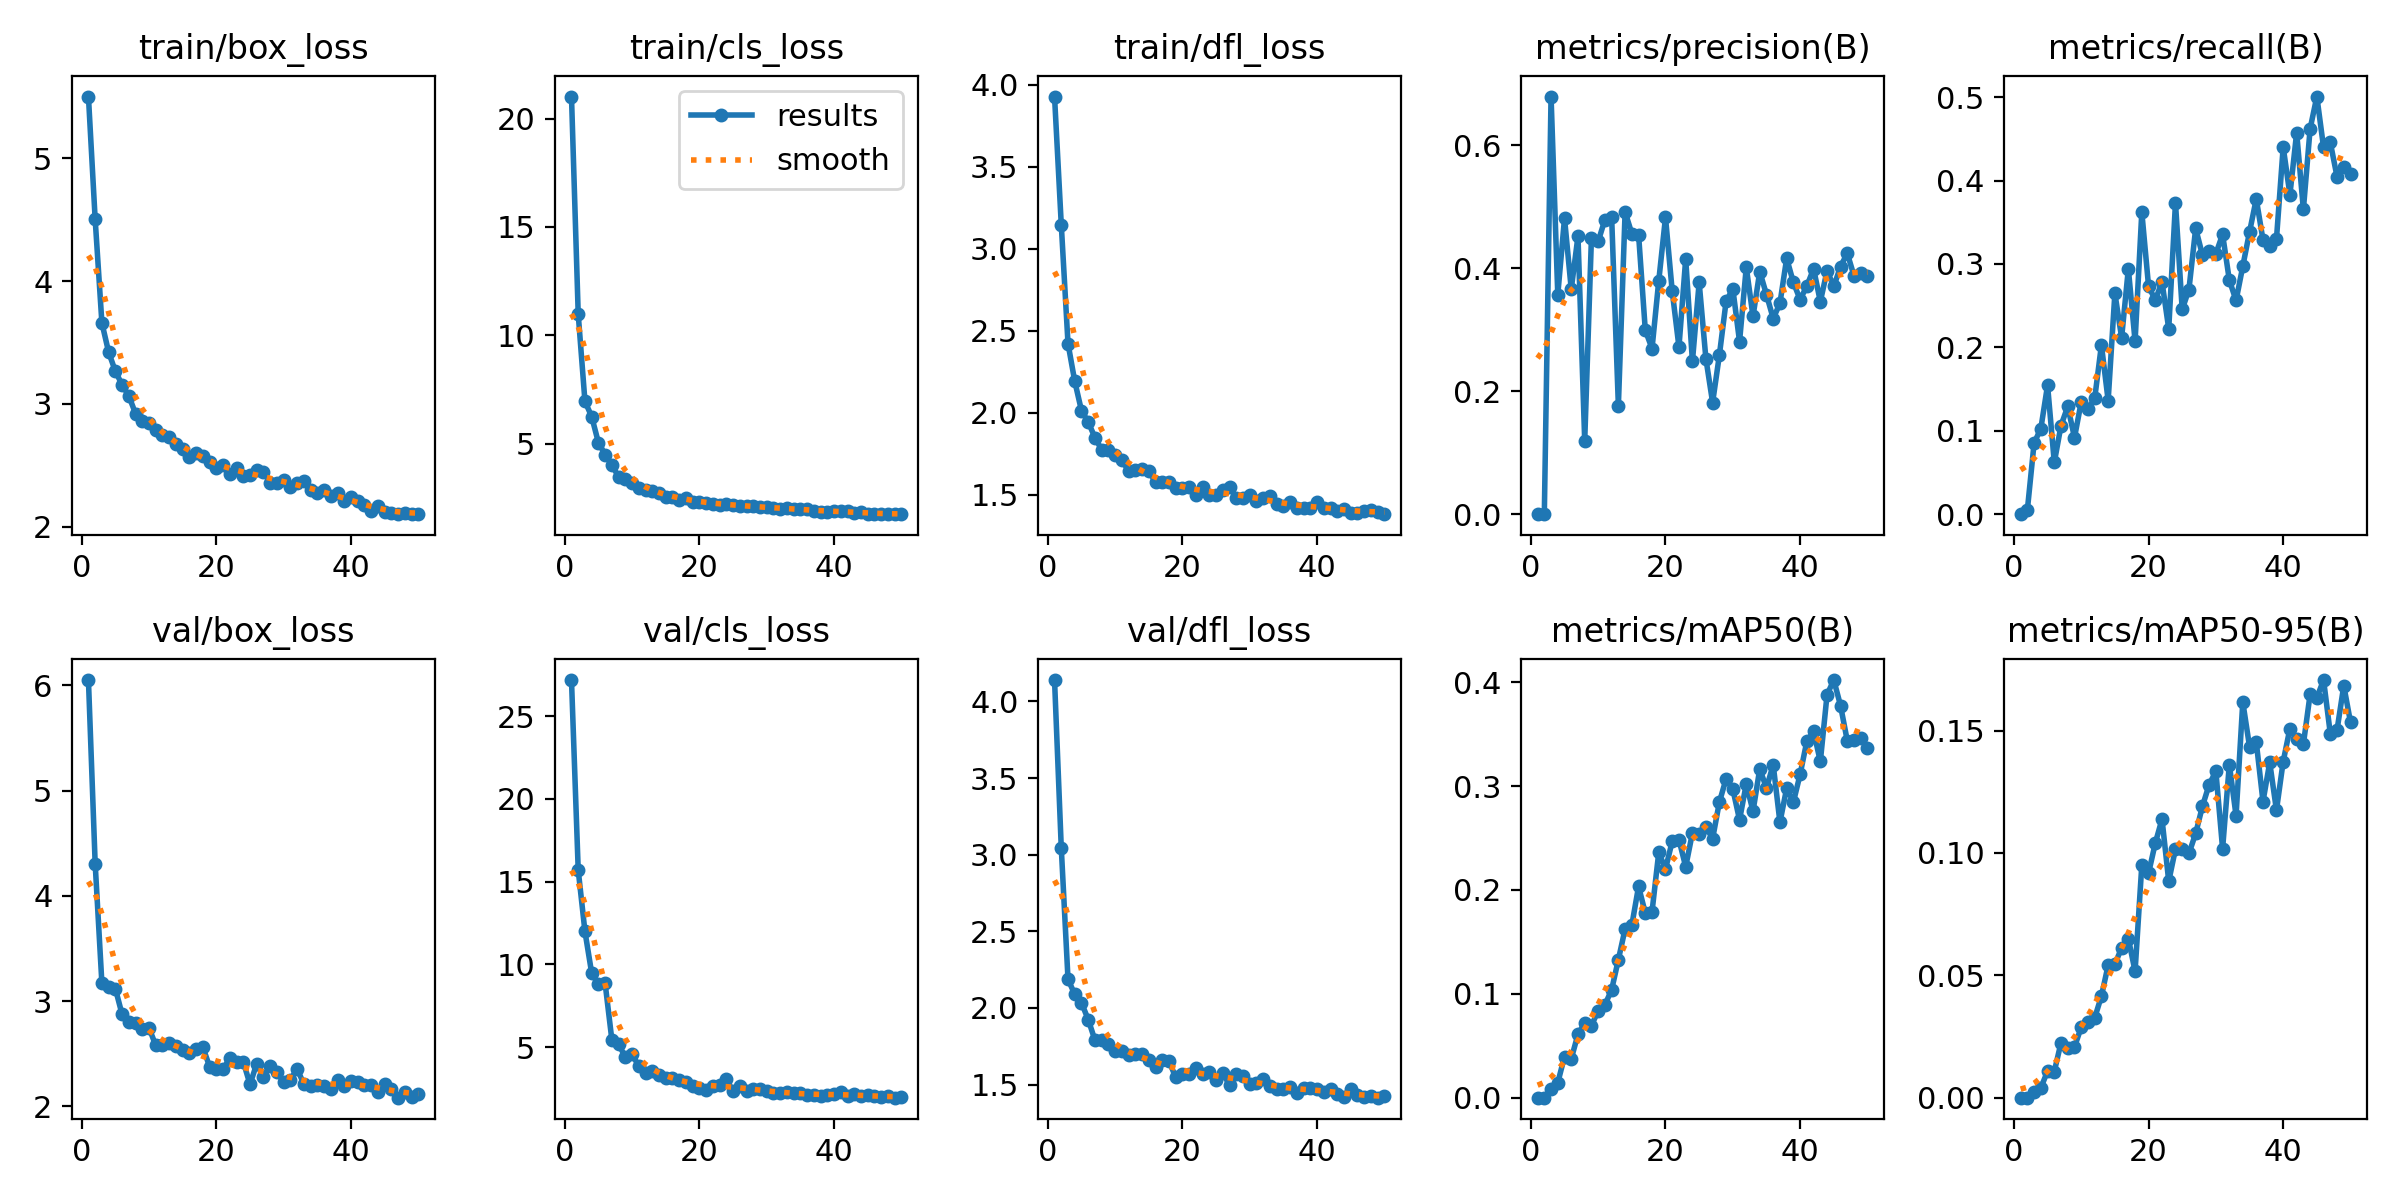 train/box_loss
train/cls_loss
train/dfl_loss
metrics/precision(B)
metrics/recall(B)
5
4
3
2
0 20 40
20
15
10
5
0 20 40
results
smooth
4.0
3.5
3.0
2.5
2.0
1.5
0 20 40
0.6
0.4
0.2
0.0
0 20 40
0.5
0.4
0.3
0.2
0.1
0.0
0 20 40
val/box_loss
val/cls_loss
val/dfl_loss
metrics/mAP50(B)
metrics/mAP50-95(B)
6
5
4
3
2
0 20 40
25
20
15
10
5
0 20 40
4.0
3.5
3.0
2.5
2.0
1.5
0 20 40
0.4
0.3
0.2
0.1
0.0
0 20 40
0.15
0.10
0.05
0.00
0 20 40